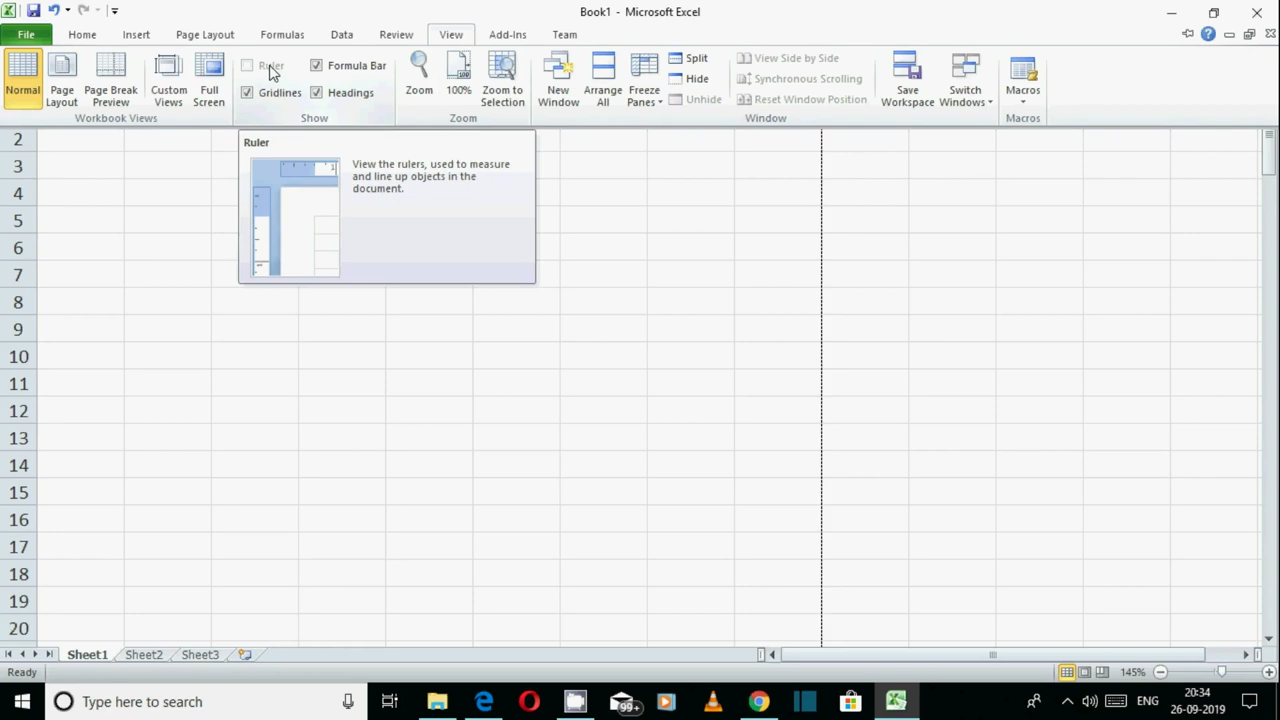 Book1 - Microsoft Excel
File Home Insert Page Layout Formulas Data Review View Add-Ins Team
Normal
Page Layout
Page Break Preview
Custom Views
Full Screen
Workbook Views
Ruler
Formula Bar
Gridlines
Headings
Show
Zoom
100%
Zoom to Selection
Zoom
New Window
Arrange All
Freeze Panes
Split
Hide
Unhide
View Side by Side
Synchronous Scrolling
Reset Window Position
Window
Save Workspace
Switch Windows
Macros
Macros
Ruler
View the rulers, used to measure
and line up objects in the
document.
2
3
4
5
6
7
8
9
10
11
12
13
14
15
16
17
18
19
20
Sheet1 Sheet2 Sheet3
Ready
145%
Type here to search
99+
ENG
20:34
26-09-2019